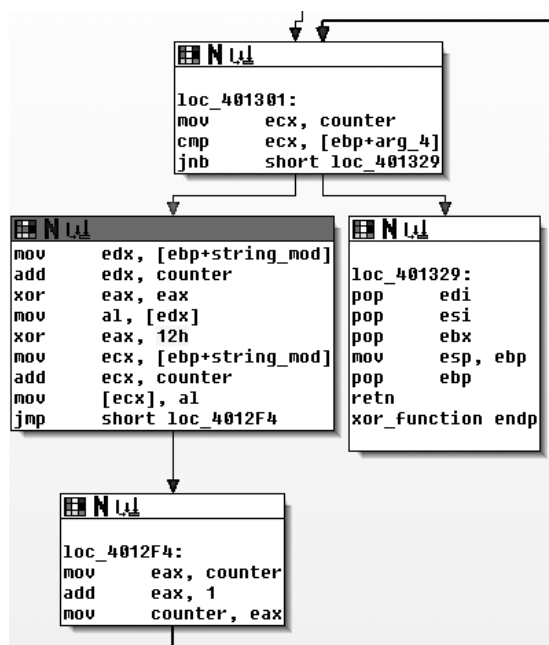 loc_401301:
mov ecx, counter
cmp ecx, [ebp+arg_4]
jnb short loc_401329
mov edx, [ebp+string_mod]
add edx, counter
xor eax, eax
mov al, [edx]
xor eax, 12h
mov ecx, [ebp+string_mod]
add ecx, counter
mov [ecx], al
jmp short loc_4012F4
loc_401329:
pop edi
pop esi
pop ebx
mov esp, ebp
pop ebp
retn
xor_function endp
loc_4012F4:
mov eax, counter
add eax, 1
mov counter, eax